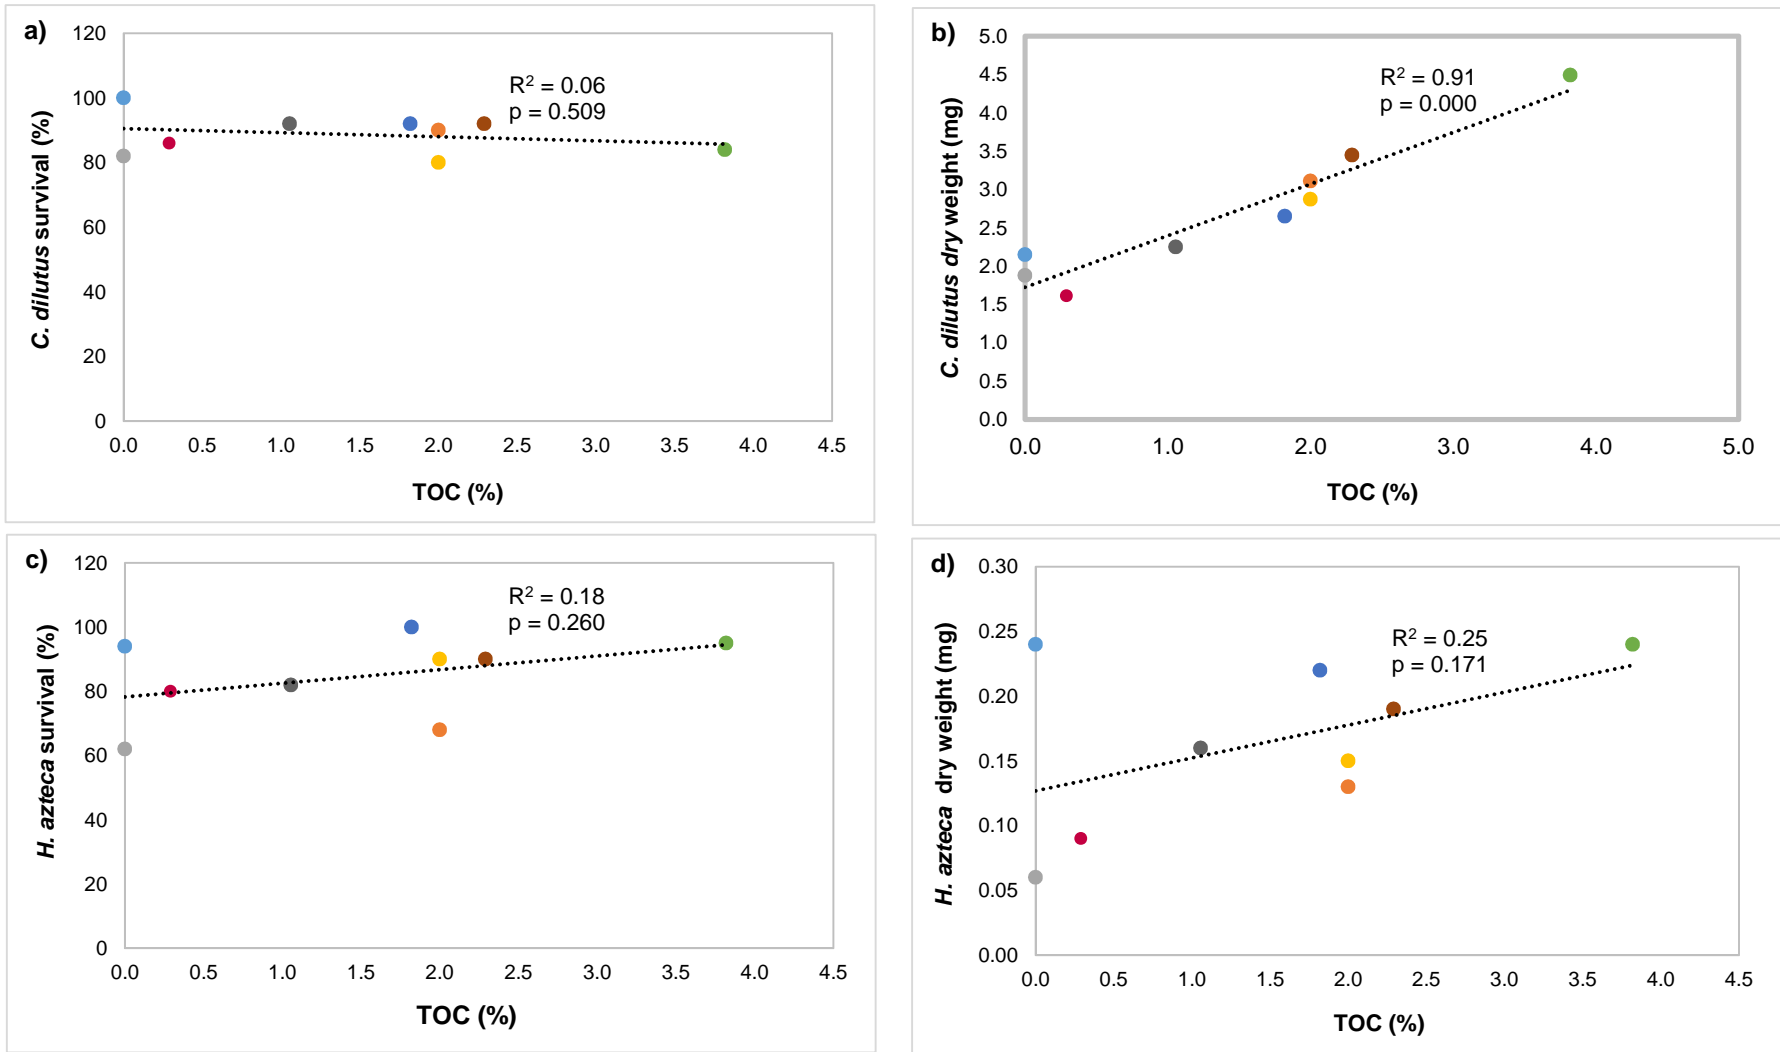 a)
120
100
80
60
40
20
0
C. dilutus survival (%)
R² = 0.06
p = 0.509
0.0 0.5 1.0 1.5 2.0 2.5 3.0 3.5 4.0 4.5
TOC (%)
b)
5.0
4.5
4.0
3.5
3.0
2.5
2.0
1.5
1.0
0.5
0.0
C. dilutus dry weight (mg)
R² = 0.91
p = 0.000
0.0 1.0 2.0 3.0 4.0 5.0
TOC (%)
c)
120
100
80
60
40
20
0
H. azteca survival (%)
R² = 0.18
p = 0.260
0.0 0.5 1.0 1.5 2.0 2.5 3.0 3.5 4.0 4.5
TOC (%)
d)
0.30
0.25
0.20
0.15
0.10
0.05
0.00
H. azteca dry weight (mg)
R² = 0.25
p = 0.171
0.0 0.5 1.0 1.5 2.0 2.5 3.0 3.5 4.0 4.5
TOC (%)